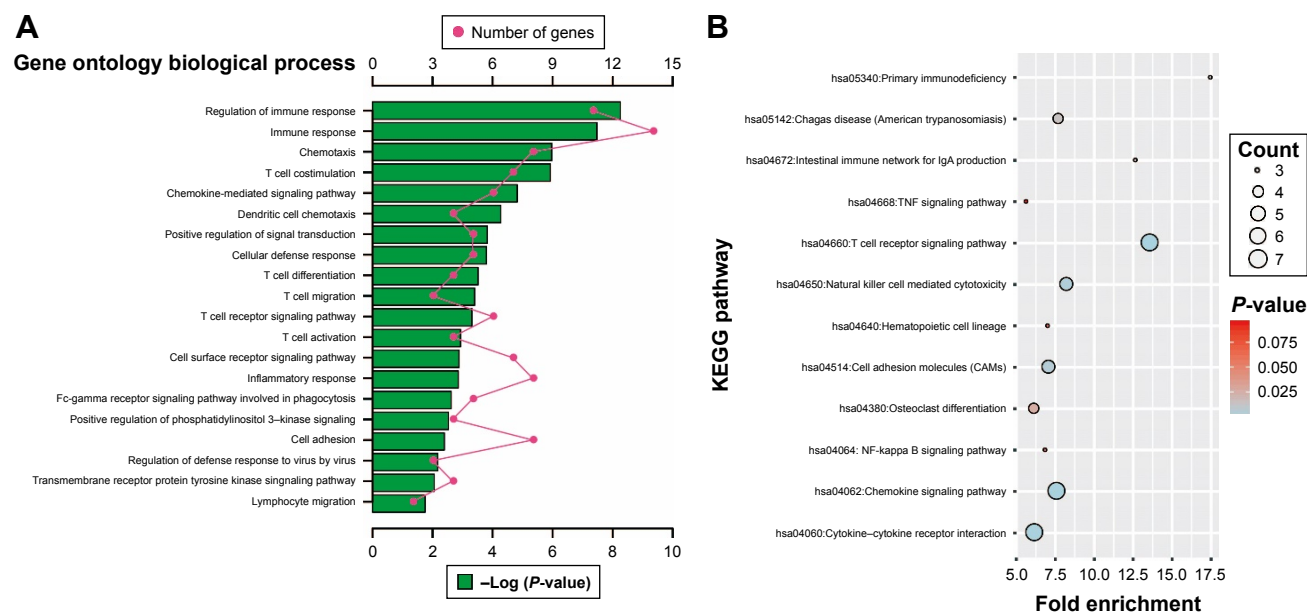 A
Number of genes
Gene ontology biological process
0 3 6 9 12 15
Regulation of immune response
Immune response
Chemotaxis
T cell costimulation
Chemokine-mediated signaling pathway
Dendritic cell chemotaxis
Positive regulation of signal transduction
Cellular defense response
T cell differentiation
T cell migration
T cell receptor signaling pathway
T cell activation
Cell surface receptor signaling pathway
Inflammatory response
Fc-gamma receptor signaling pathway involved in phagocytosis
Positive regulation of phosphatidylinositol 3–kinase signaling
Cell adhesion
Regulation of defense response to virus by virus
Transmembrane receptor protein tyrosine kinase singnaling pathway
Lymphocyte migration
0 2 4 6 8 10
–Log (P-value)
B
KEGG pathway
hsa05340:Primary immunodeficiency
hsa05142:Chagas disease (American trypanosomiasis)
hsa04672:Intestinal immune network for IgA production
hsa04668:TNF signaling pathway
hsa04660:T cell receptor signaling pathway
hsa04650:Natural killer cell mediated cytotoxicity
hsa04640:Hematopoietic cell lineage
hsa04514:Cell adhesion molecules (CAMs)
hsa04380:Osteoclast differentiation
hsa04064: NF-kappa B signaling pathway
hsa04062:Chemokine signaling pathway
hsa04060:Cytokine–cytokine receptor interaction
5.0 7.5 10.0 12.5 15.0 17.5
Fold enrichment
Count
3
4
5
6
7
P-value
0.075
0.050
0.025